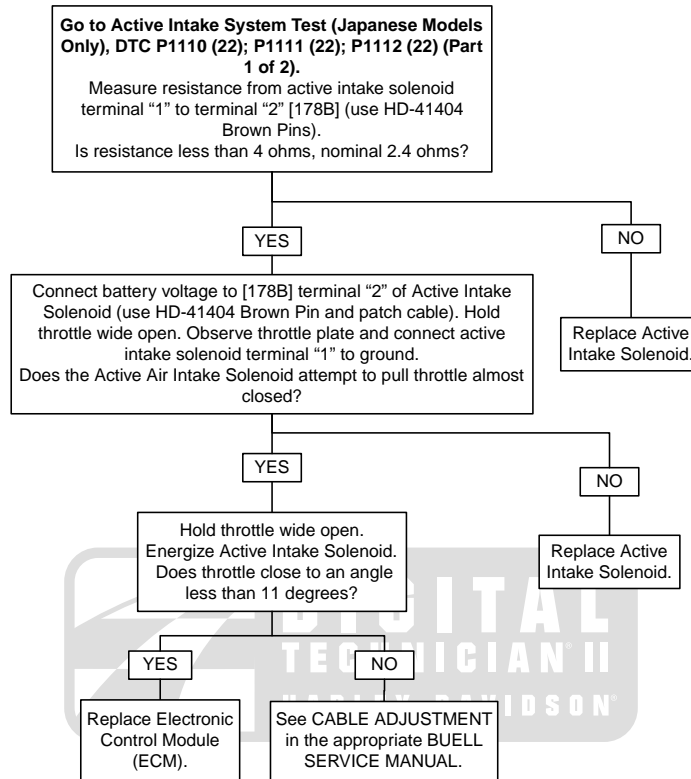 Go to Active Intake System Test (Japanese Models
Only), DTC P1110 (22); P1111 (22); P1112 (22) (Part
1 of 2).
Measure resistance from active intake solenoid
terminal “1” to terminal “2” [178B] (use HD-41404
Brown Pins).
Is resistance less than 4 ohms, nominal 2.4 ohms?
YES
NO
Connect battery voltage to [178B] terminal “2” of Active Intake
Solenoid (use HD-41404 Brown Pin and patch cable). Hold
throttle wide open. Observe throttle plate and connect active
intake solenoid terminal “1” to ground.
Does the Active Air Intake Solenoid attempt to pull throttle almost
closed?
Replace Active
Intake Solenoid.
YES
NO
Hold throttle wide open.
Energize Active Intake Solenoid.
Does throttle close to an angle
less than 11 degrees?
Replace Active
Intake Solenoid.
DIGITAL
TECHNICIAN II
HARLEY-DAVIDSON®
YES
NO
Replace Electronic
Control Module
(ECM).
See CABLE ADJUSTMENT
in the appropriate BUELL
SERVICE MANUAL.